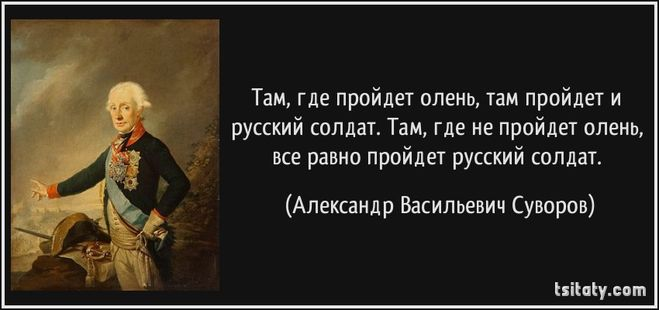 Там, где пройдет олень, там пройдет и
русский солдат. Там, где не пройдет олень,
все равно пройдет русский солдат.
(Александр Васильевич Суворов)
tsitaty.com